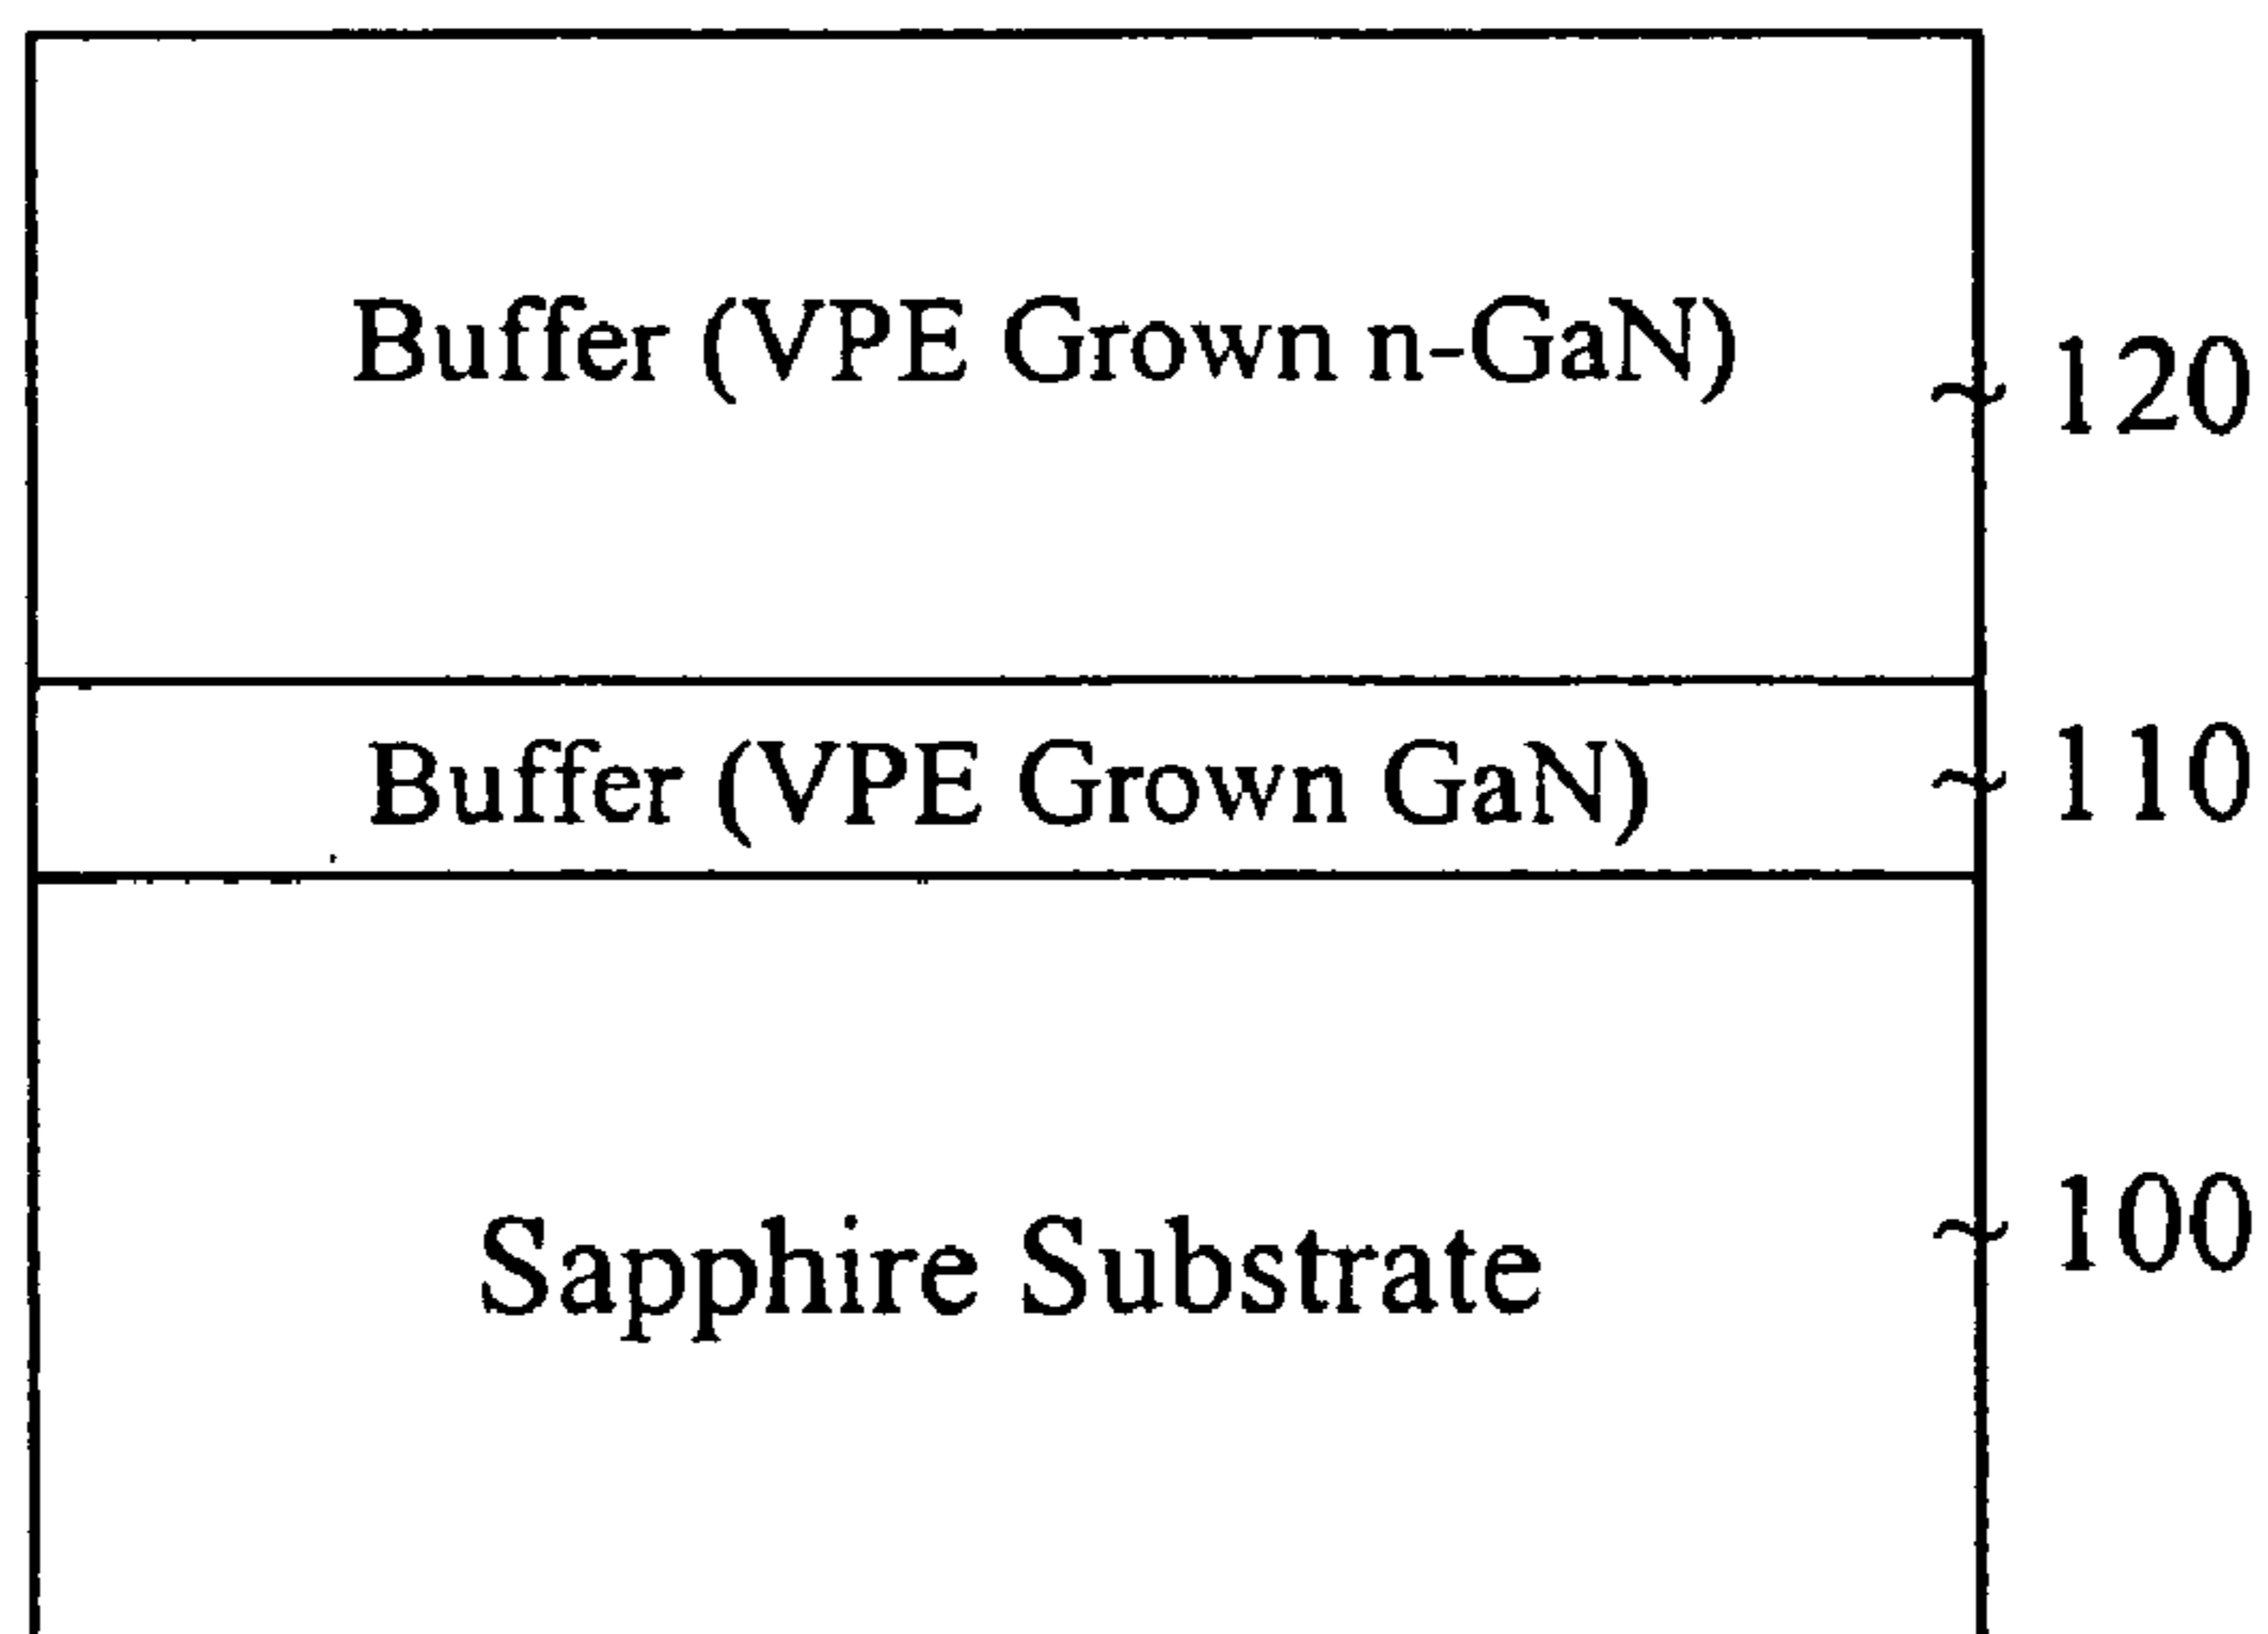 Buffer (VPE Grown n-GaN)
120
Buffer (VPE Grown GaN)
110
Sapphire Substrate
100